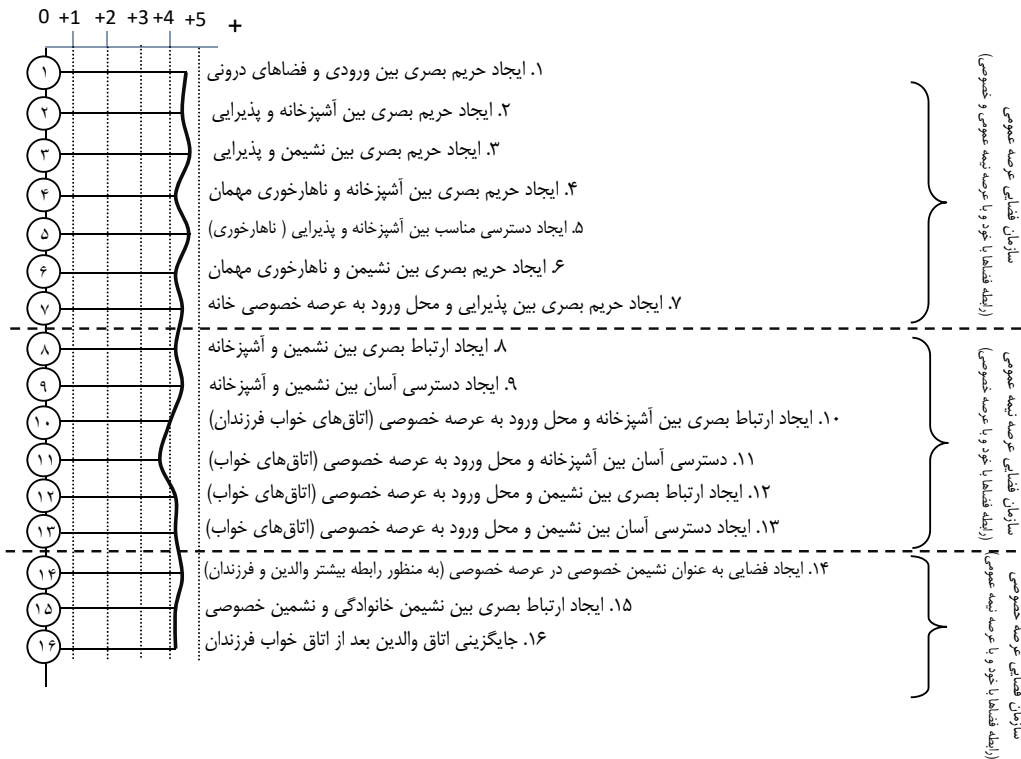 0 +1 +2 +3 +4 +5 +
۱ ۱. ایجاد حریم بصری بین ورودی و فضاهای درونی
۲ ۲. ایجاد حریم بصری بین آشپزخانه و پذیرایی
۳ ۳. ایجاد حریم بصری بین نشیمن و پذیرایی
۴ ۴. ایجاد حریم بصری بین آشپزخانه و ناهارخوری مهمان
۵ ۵. ایجاد دسترسی مناسب بین آشپزخانه و پذیرایی ( ناهارخوری)
۶ ۶. ایجاد حریم بصری بین نشیمن و ناهارخوری مهمان
۷ ۷. ایجاد حریم بصری بین پذیرایی و محل ورود به عرصه خصوصی خانه
سازمان فضایی عرصه عمومی
(رابطه فضاها با خود و با عرصه نیمه عمومی و خصوصی)
۸ ۸. ایجاد ارتباط بصری بین نشمین و آشپزخانه
۹ ۹. ایجاد دسترسی آسان بین نشمین و آشپزخانه
۱۰ ۱۰. ایجاد ارتباط بصری بین آشپزخانه و محل ورود به عرصه خصوصی (اتاق‌های خواب فرزندان)
۱۱ ۱۱. دسترسی آسان بین آشپزخانه و محل ورود به عرصه خصوصی (اتاق‌های خواب)
۱۲ ۱۲. ایجاد ارتباط بصری بین نشیمن و محل ورود به عرصه خصوصی (اتاق‌های خواب)
۱۳ ۱۳. ایجاد دسترسی آسان بین نشیمن و محل ورود به عرصه خصوصی (اتاق‌های خواب)
سازمان فضایی عرصه نیمه عمومی
(رابطه فضاها با خود و با عرصه خصوصی)
۱۴ ۱۴. ایجاد فضایی به عنوان نشیمن خصوصی در عرصه خصوصی (به منظور رابطه بیشتر والدین و فرزندان)
۱۵ ۱۵. ایجاد ارتباط بصری بین نشیمن خانوادگی و نشمین خصوصی
۱۶ ۱۶. جایگزینی اتاق والدین بعد از اتاق خواب فرزندان
سازمان فضایی عرصه خصوصی
(رابطه فضاها با خود و با عرصه نیمه عمومی)